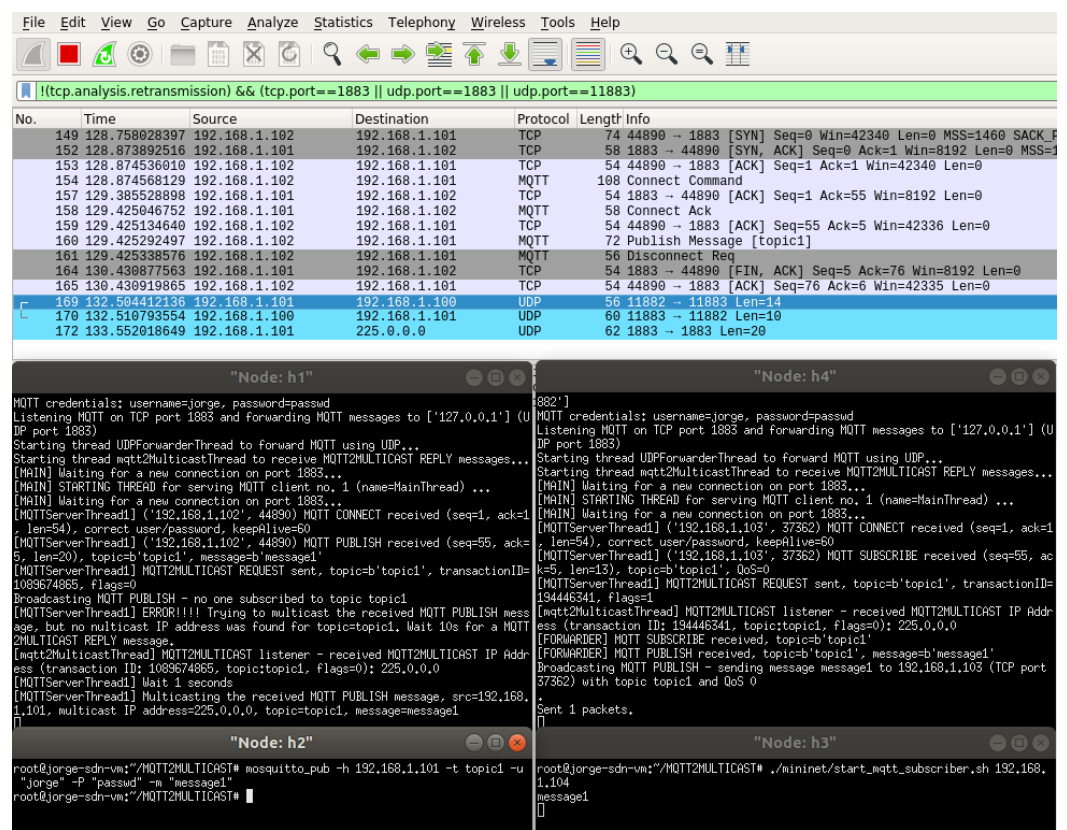 File Edit View Go Capture Analyze Statistics Telephony Wireless Tools Help
!(tcp.analysis.retransmission) && (tcp.port==1883 || udp.port==1883 || udp.port==11883)
No. Time Source Destination Protocol Length Info
149 128.758028397 192.168.1.102 192.168.1.101 TCP 74 44890 → 1883 [SYN] Seq=0 Win=42340 Len=0 MSS=1460 SACK_P
152 128.873892516 192.168.1.101 192.168.1.102 TCP 58 1883 → 44890 [SYN, ACK] Seq=0 Ack=1 Win=8192 Len=0 MSS=1
153 128.874536010 192.168.1.102 192.168.1.101 TCP 54 44890 → 1883 [ACK] Seq=1 Ack=1 Win=42340 Len=0
154 128.874568129 192.168.1.102 192.168.1.101 MQTT 108 Connect Command
157 129.385528898 192.168.1.101 192.168.1.102 TCP 54 1883 → 44890 [ACK] Seq=1 Ack=55 Win=8192 Len=0
158 129.425046752 192.168.1.101 192.168.1.102 MQTT 58 Connect Ack
159 129.425134640 192.168.1.102 192.168.1.101 TCP 54 44890 → 1883 [ACK] Seq=55 Ack=5 Win=42336 Len=0
160 129.425292497 192.168.1.102 192.168.1.101 MQTT 72 Publish Message [topic1]
161 129.425338576 192.168.1.102 192.168.1.101 MQTT 56 Disconnect Req
164 130.430877563 192.168.1.101 192.168.1.102 TCP 54 1883 → 44890 [FIN, ACK] Seq=5 Ack=76 Win=8192 Len=0
165 130.430919865 192.168.1.102 192.168.1.101 TCP 54 44890 → 1883 [ACK] Seq=76 Ack=6 Win=42335 Len=0
169 132.504412136 192.168.1.101 192.168.1.100 UDP 56 11882 → 11883 Len=14
170 132.510793554 192.168.1.100 192.168.1.101 UDP 60 11883 → 11882 Len=10
172 133.552018649 192.168.1.101 225.0.0.0 UDP 62 1883 → 1883 Len=20
"Node: h1"
MQTT credentials: username=jorge, password=passwd
Listening MQTT on TCP port 1883 and forwarding MQTT messages to ['127.0.0.1'] (U
DP port 1883)
Starting thread UDPForwarderThread to forward MQTT using UDP...
Starting thread mqtt2MulticastThread to receive MQTT2MULTICAST REPLY messages...
[MAIN] Waiting for a new connection on port 1883...
[MAIN] STARTING THREAD for serving MQTT client no. 1 (name=MainThread) ...
[MAIN] Waiting for a new connection on port 1883...
[MQTTServerThread1] ('192.168.1.102', 44890) MQTT CONNECT received (seq=1, ack=1
, len=54), correct user/password, keepAlive=60
[MQTTServerThread1] ('192.168.1.102', 44890) MQTT PUBLISH received (seq=55, ack=
5, len=20), topic=b'topic1', message=b'message1'
[MQTTServerThread1] MQTT2MULTICAST REQUEST sent, topic=b'topic1', transactionID=
1089674865, flags=0
Broadcasting MQTT PUBLISH - no one subscribed to topic topic1
[MQTTServerThread1] ERROR!!!! Trying to multicast the received MQTT PUBLISH mess
age, but no nulticast IP address was found for topic=topic1. Wait 10s for a MQTT
2MULTICAST REPLY message.
[mqtt2MulticastThread] MQTT2MULTICAST listener - received MQTT2MULTICAST IP Addr
ess (transaction ID: 1089674865, topic:topic1, flags=0): 225.0.0.0
[MQTTServerThread1] Wait 1 seconds
[MQTTServerThread1] Multicasting the received MQTT PUBLISH message, src=192.168.
1.101, multicast IP address=225.0.0.0, topic=topic1, message=message1
"Node: h4"
882']
MQTT credentials: username=jorge, password=passwd
Listening MQTT on TCP port 1883 and forwarding MQTT messages to ['127.0.0.1'] (U
DP port 1883)
Starting thread UDPForwarderThread to forward MQTT using UDP...
Starting thread mqtt2MulticastThread to receive MQTT2MULTICAST REPLY messages...
[MAIN] Waiting for a new connection on port 1883...
[MAIN] STARTING THREAD for serving MQTT client no. 1 (name=MainThread) ...
[MAIN] Waiting for a new connection on port 1883...
[MQTTServerThread1] ('192.168.1.103', 37362) MQTT CONNECT received (seq=1, ack=1
, len=54), correct user/password, keepAlive=60
[MQTTServerThread1] ('192.168.1.103', 37362) MQTT SUBSCRIBE received (seq=55, ac
k=5, len=13), topic=b'topic1', QoS=0
[MQTTServerThread1] MQTT2MULTICAST REQUEST sent, topic=b'topic1', transactionID=
194446341, flags=1
[mqtt2MulticastThread] MQTT2MULTICAST listener - received MQTT2MULTICAST IP Addr
ess (transaction ID: 194446341, topic:topic1, flags=0): 225.0.0.0
[FORWARDER] MQTT SUBSCRIBE received, topic=b'topic1'
[FORWARDER] MQTT PUBLISH received, topic=b'topic1', message=b'message1'
Broadcasting MQTT PUBLISH - sending message message1 to 192.168.1.103 (TCP port
37362) with topic topic1 and QoS 0
.
Sent 1 packets.
"Node: h2"
root@jorge-sdn-vm:~/MQTT2MULTICAST# mosquitto_pub -h 192.168.1.101 -t topic1 -u
"jorge" -P "passwd" -m "message1"
root@jorge-sdn-vm:~/MQTT2MULTICAST#
"Node: h3"
root@jorge-sdn-vm:~/MQTT2MULTICAST# ./mininet/start_mqtt_subscriber.sh 192.168.
1.104
message1